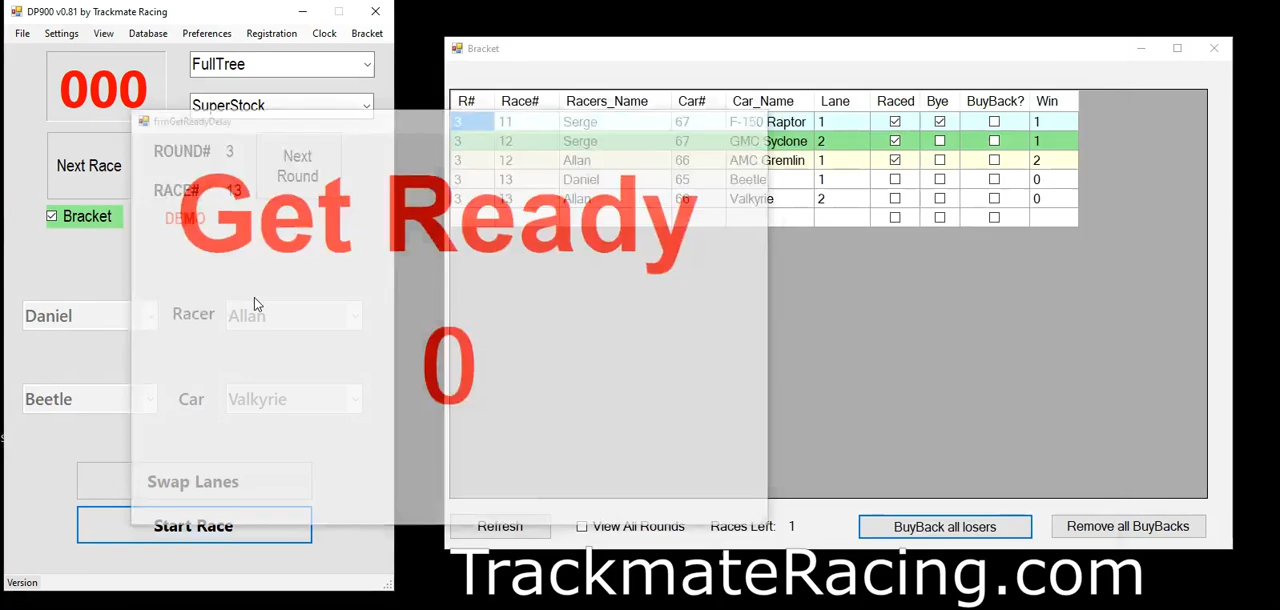 DP900 v0.81 by Trackmate Racing
File Settings View Database Preferences Registration Clock Bracket
000
FullTree
SuperStock
frmGetReadyDelay
Next Race
ROUND# 3
Next Round
RACE# 13
Bracket
DEMO
Get Ready
0
Daniel Racer Allan
Beetle Car Valkyrie
Swap Lanes
Start Race
Version
Bracket
R# Race# Racers_Name Car# Car_Name Lane Raced Bye BuyBack? Win
3 11 Serge 67 F-150 Raptor 1 1
3 12 Serge 67 GMC Syclone 2 1
3 12 Allan 66 AMC Gremlin 1 2
3 13 Daniel 65 Beetle 1 0
3 13 Allan 66 Valkyrie 2 0
Refresh View All Rounds Races Left: 1 BuyBack all losers Remove all BuyBacks
TrackmateRacing.com